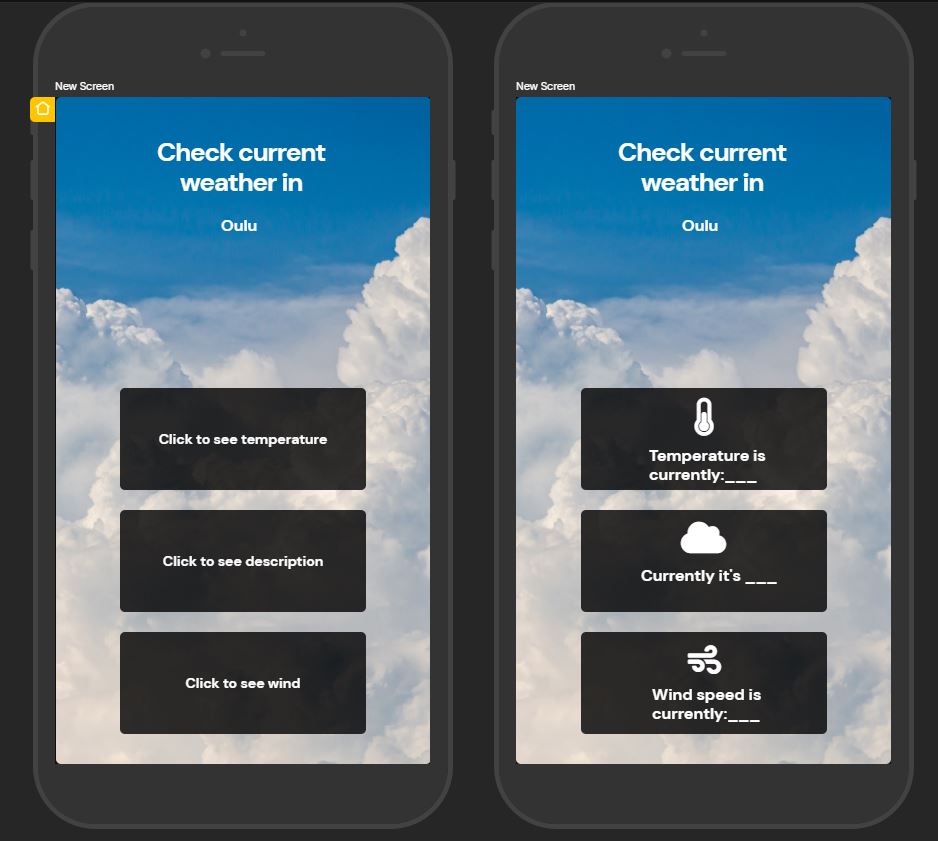 New Screen
Check current
weather in
Oulu
Click to see temperature
Click to see description
Click to see wind
New Screen
Check current
weather in
Oulu
Temperature is
currently:___
Currently it's ___
Wind speed is
currently:___